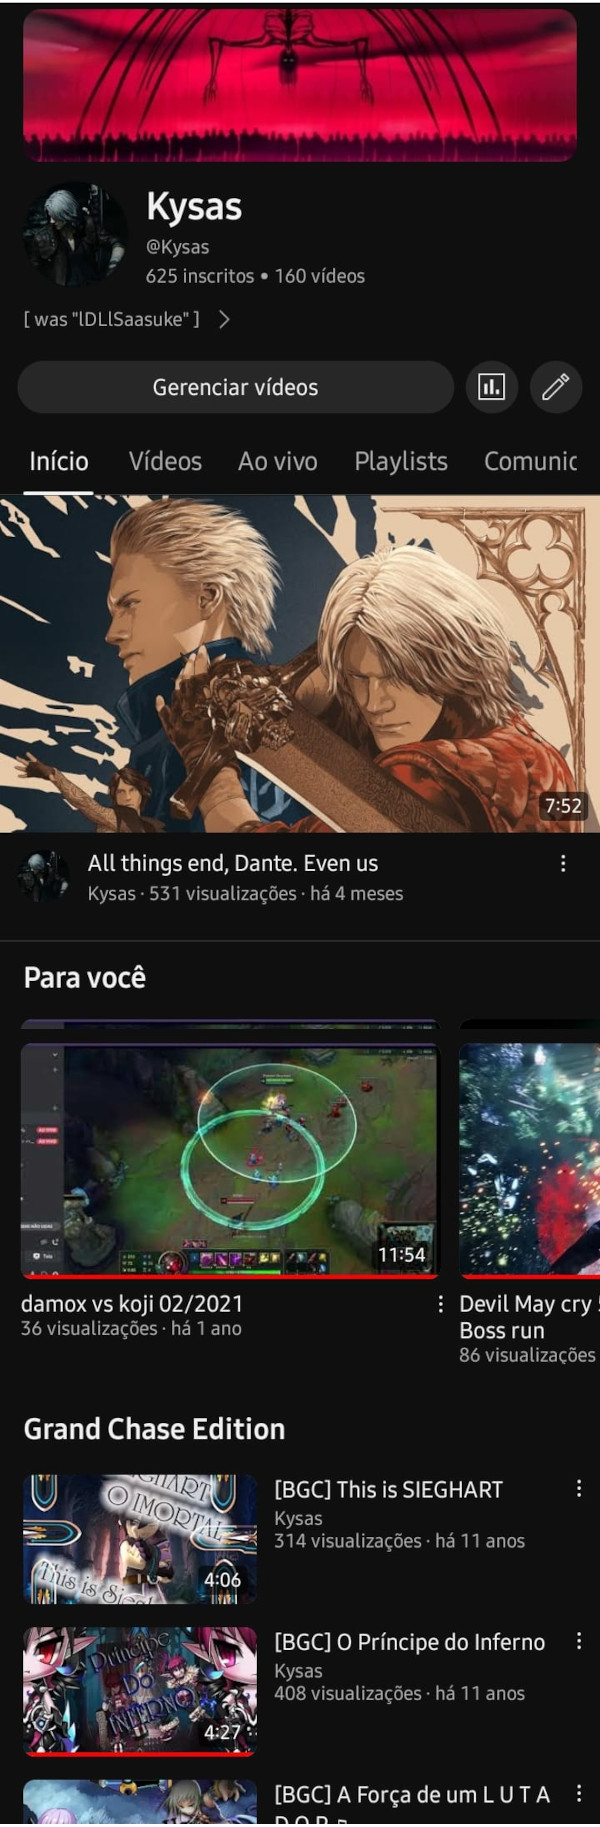 Kysas
@Kysas
625 inscritos • 160 vídeos
[ was "lDLlSaasuke" ]
Gerenciar vídeos
Início Vídeos Ao vivo Playlists Comunic
7:52
All things end, Dante. Even us
Kysas · 531 visualizações · há 4 meses
Para você
11:54
damox vs koji 02/2021
36 visualizações · há 1 ano
Devil May cry
Boss run
86 visualizações
Grand Chase Edition
O IMORTAL
This is
4:06
[BGC] This is SIEGHART
Kysas
314 visualizações · há 11 anos
Príncipe
Do
INFERNO
4:27
[BGC] O Príncipe do Inferno
Kysas
408 visualizações · há 11 anos
[BGC] A Força de um L U T A
D O R